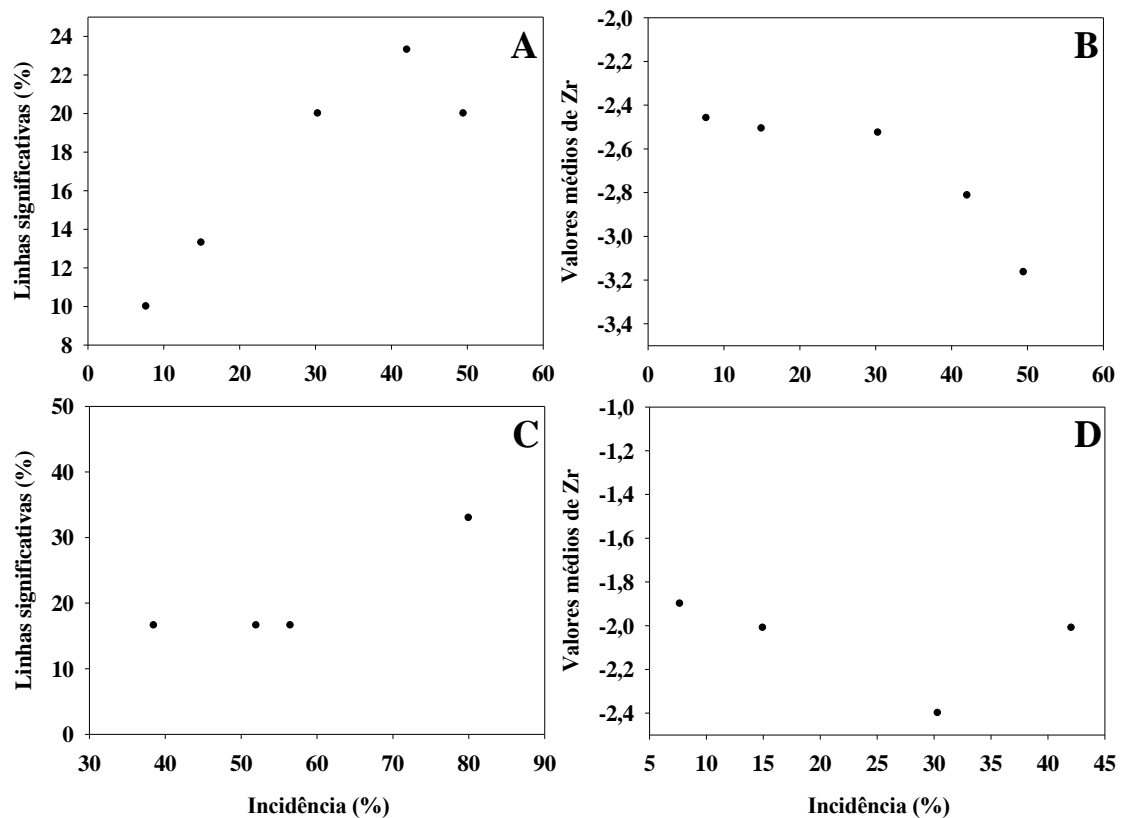 A
Linhas significativas (%)
24
22
20
18
16
14
12
10
8
0 10 20 30 40 50 60
B
Valores médios de Zr
-2,0
-2,4
-2,6
-2,8
-3,0
-3,2
-3,4
0 10 20 30 40 50 60
C
Linhas significativas (%)
50
40
30
20
10
0
30 40 50 60 70 80 90
Incidência (%)
D
Valores médios de Zr
-1,0
-1,2
-1,4
-1,6
-1,8
-2,0
-2,2
-2,4
5 10 15 20 25 30 35 40 45
Incidência (%)